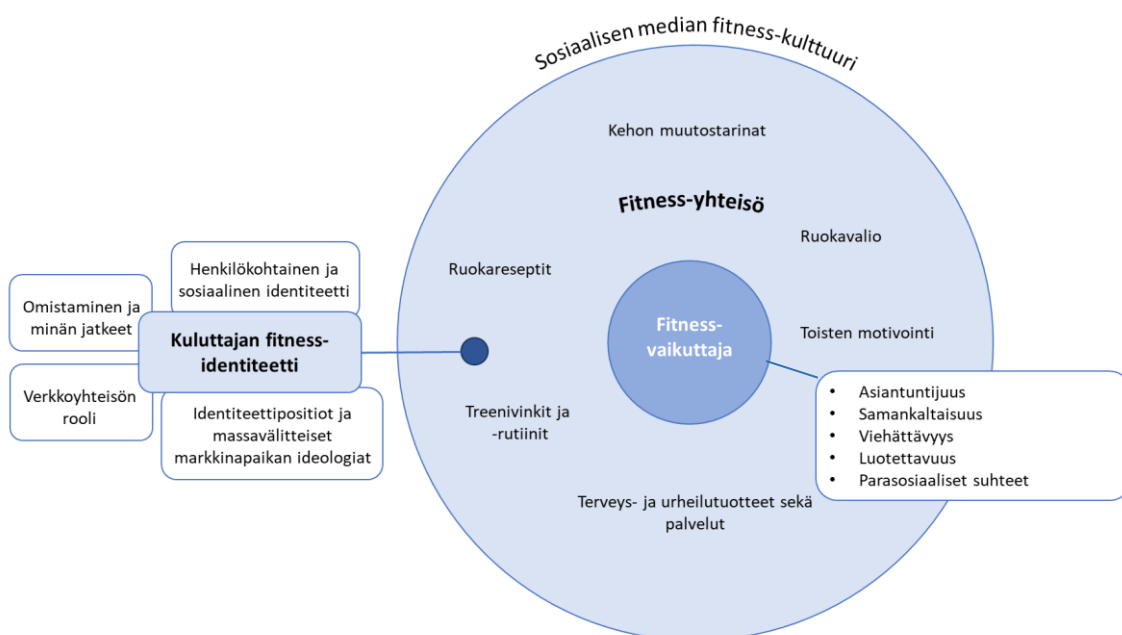 Sosiaalisen median fitness-kulttuuri
Kehon muutostarinat
Fitness-yhteisö
Ruokavalio
Ruokareseptit
Henkilökohtainen ja
sosiaalinen identiteetti
Omistaminen ja
minän jatkeet
Kuluttajan fitness-
identiteetti
Fitness-
vaikuttaja
Toisten motivointi
Verkkoyhteisön
rooli
Identiteettipositiot ja
massavälitteiset
markkinapaikan ideologiat
Treenivinkit ja
-rutiinit
• Asiantuntijuus
• Samankaltaisuus
• Viehättävyys
• Luotettavuus
• Parasosiaaliset suhteet
Terveys- ja urheilutuotteet sekä
palvelut